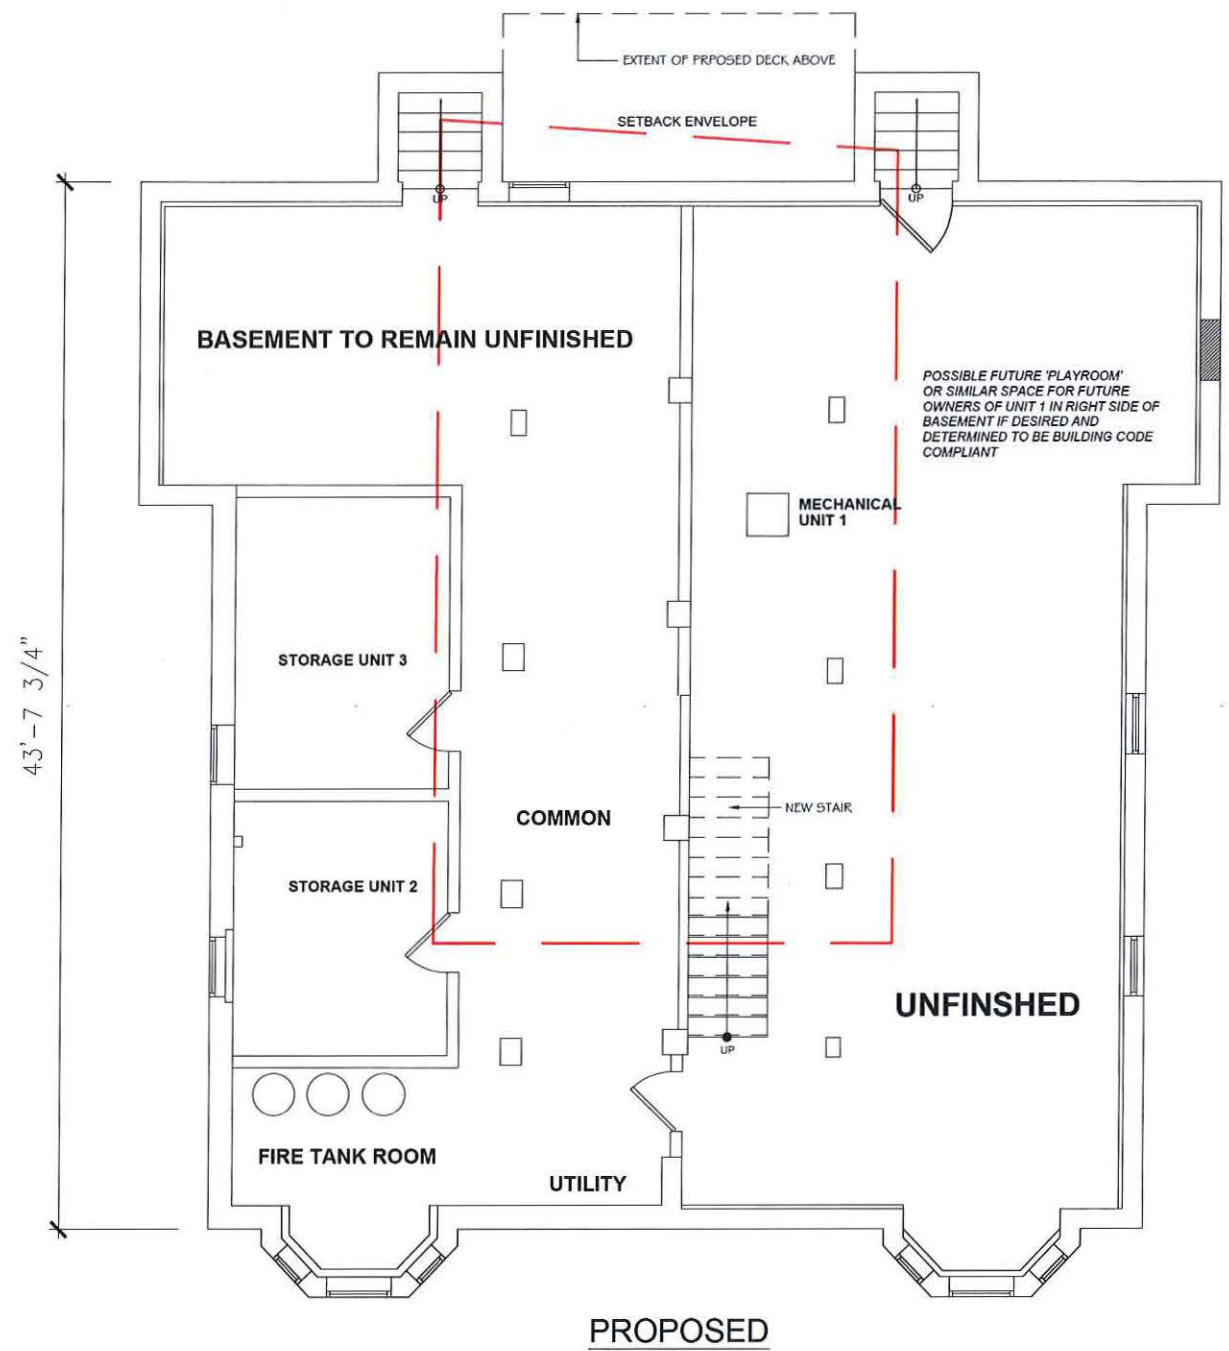 EXTENT OF PRPOSED DECK ABOVE
SETBACK ENVELOPE
UP
UP
BASEMENT TO REMAIN UNFINISHED
POSSIBLE FUTURE 'PLAYROOM'
OR SIMILAR SPACE FOR FUTURE
OWNERS OF UNIT 1 IN RIGHT SIDE OF
BASEMENT IF DESIRED AND
DETERMINED TO BE BUILDING CODE
COMPLIANT
MECHANICAL
UNIT 1
43'-7 3/4"
STORAGE UNIT 3
NEW STAIR
COMMON
STORAGE UNIT 2
UNFINSHED
UP
FIRE TANK ROOM
UTILITY
PROPOSED